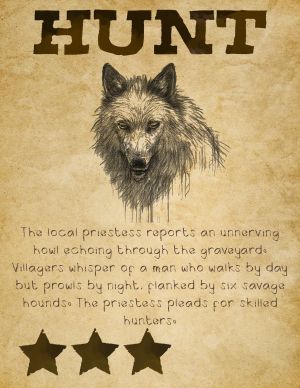 HUNT
The local priestess reports an unnerving
howl echoing through the graveyard.
Villagers whisper of a man who walks by day
but prowls by night, flanked by six savage
hounds. The priestess pleads for skilled
hunters.